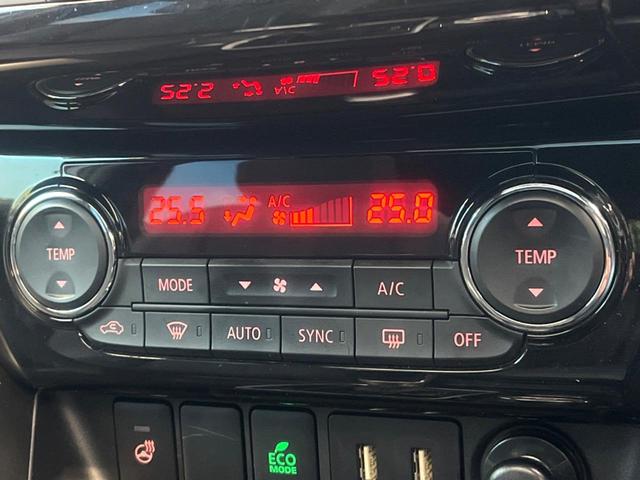 25.5 A/C 25.0
TEMP
MODE
A/C
TEMP
AUTO
SYNC
OFF
ECO
MODE